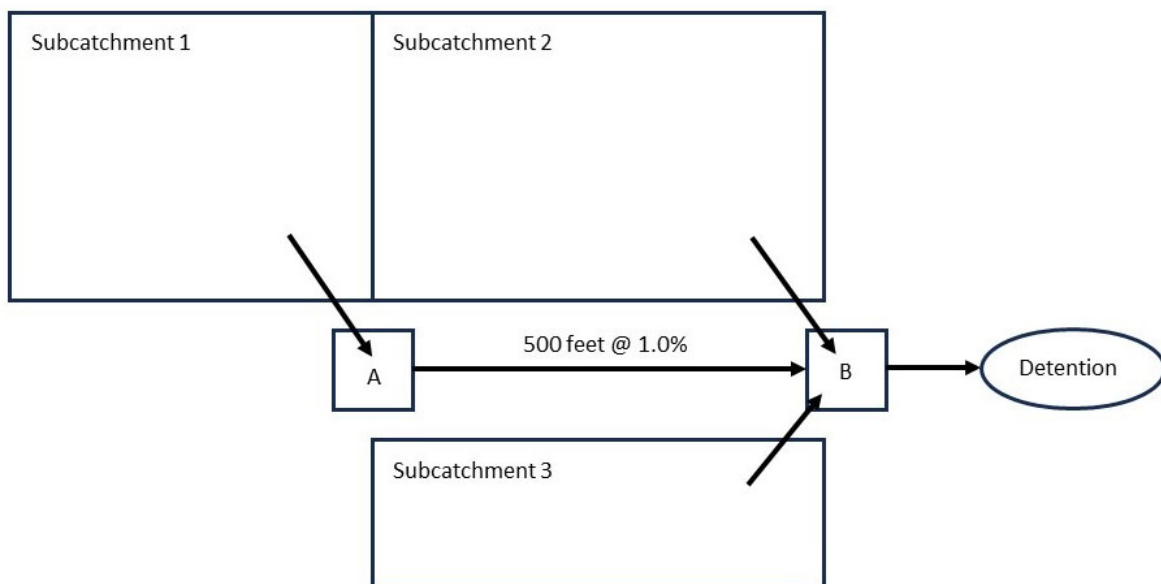 Subcatchment 1
Subcatchment 2
500 feet @ 1.0%
A
B
Detention
Subcatchment 3